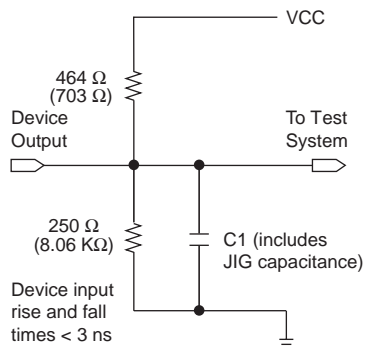 VCC
464 Ω
(703 Ω)
Device
Output
To Test
System
250 Ω
(8.06 KΩ)
C1 (includes
JIG capacitance)
Device input
rise and fall
times < 3 ns